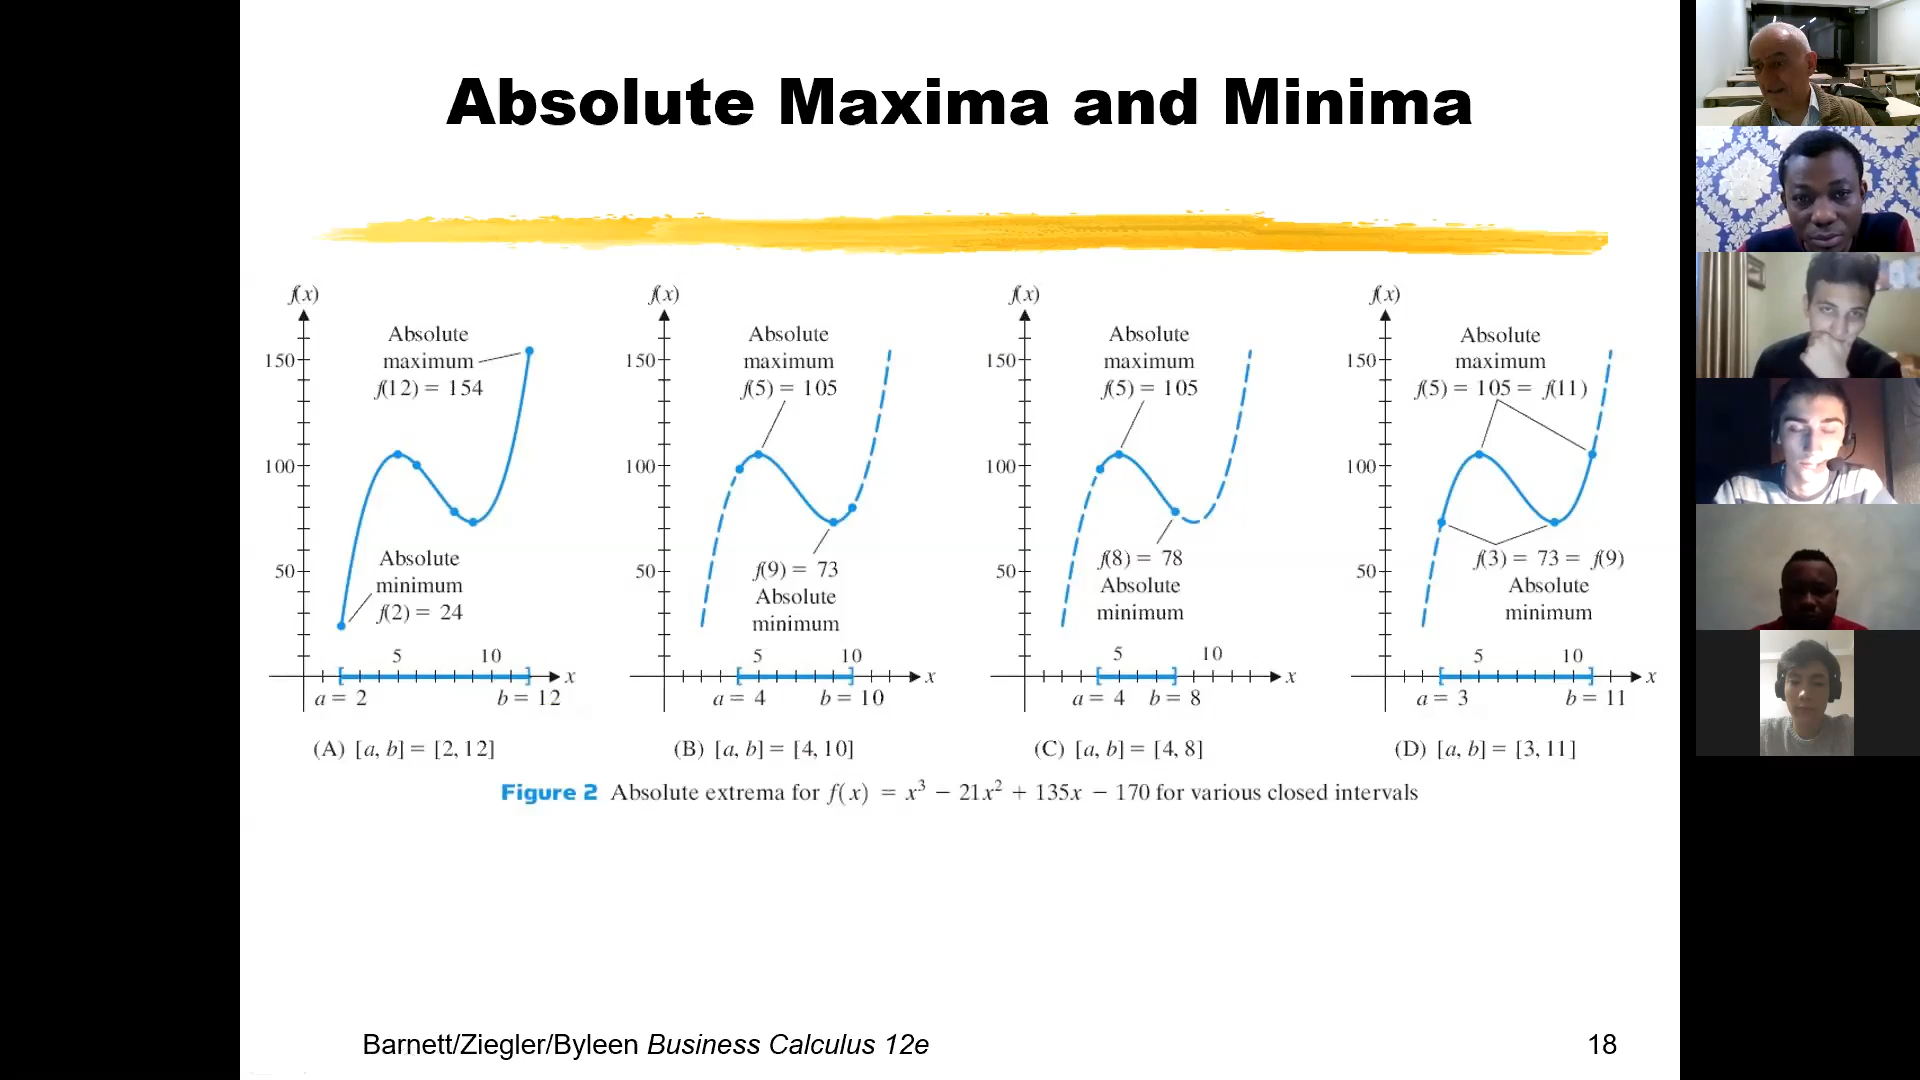 Absolute Maxima and Minima
f(x)
150
100
50
Absolute
maximum
f(12) = 154
Absolute
minimum
f(2) = 24
5
10
x
a = 2
b = 12
(A) [a, b] = [2, 12]
f(x)
150
100
50
Absolute
maximum
f(5) = 105
f(9) = 73
Absolute
minimum
5
10
x
a = 4
b = 10
(B) [a, b] = [4, 10]
f(x)
150
100
50
Absolute
maximum
f(5) = 105
f(8) = 78
Absolute
minimum
5
10
x
a = 4
b = 8
(C) [a, b] = [4, 8]
f(x)
150
100
50
Absolute
maximum
f(5) = 105 = f(11)
f(3) = 73 = f(9)
Absolute
minimum
5
10
x
a = 3
b = 11
(D) [a, b] = [3, 11]
Figure 2 Absolute extrema for f(x) = x³ − 21x² + 135x − 170 for various closed intervals
Barnett/Ziegler/Byleen Business Calculus 12e
18